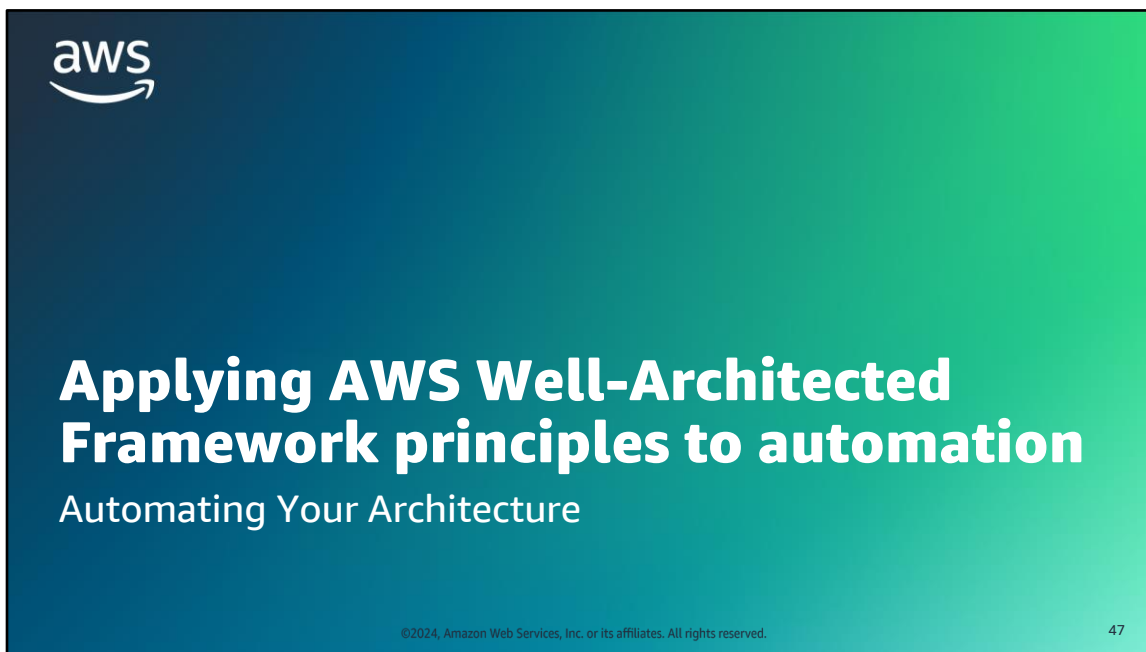 aws
Applying AWS Well-Architected
Framework principles to automation
Automating Your Architecture
©2024, Amazon Web Services, Inc. or its affiliates. All rights reserved.
47